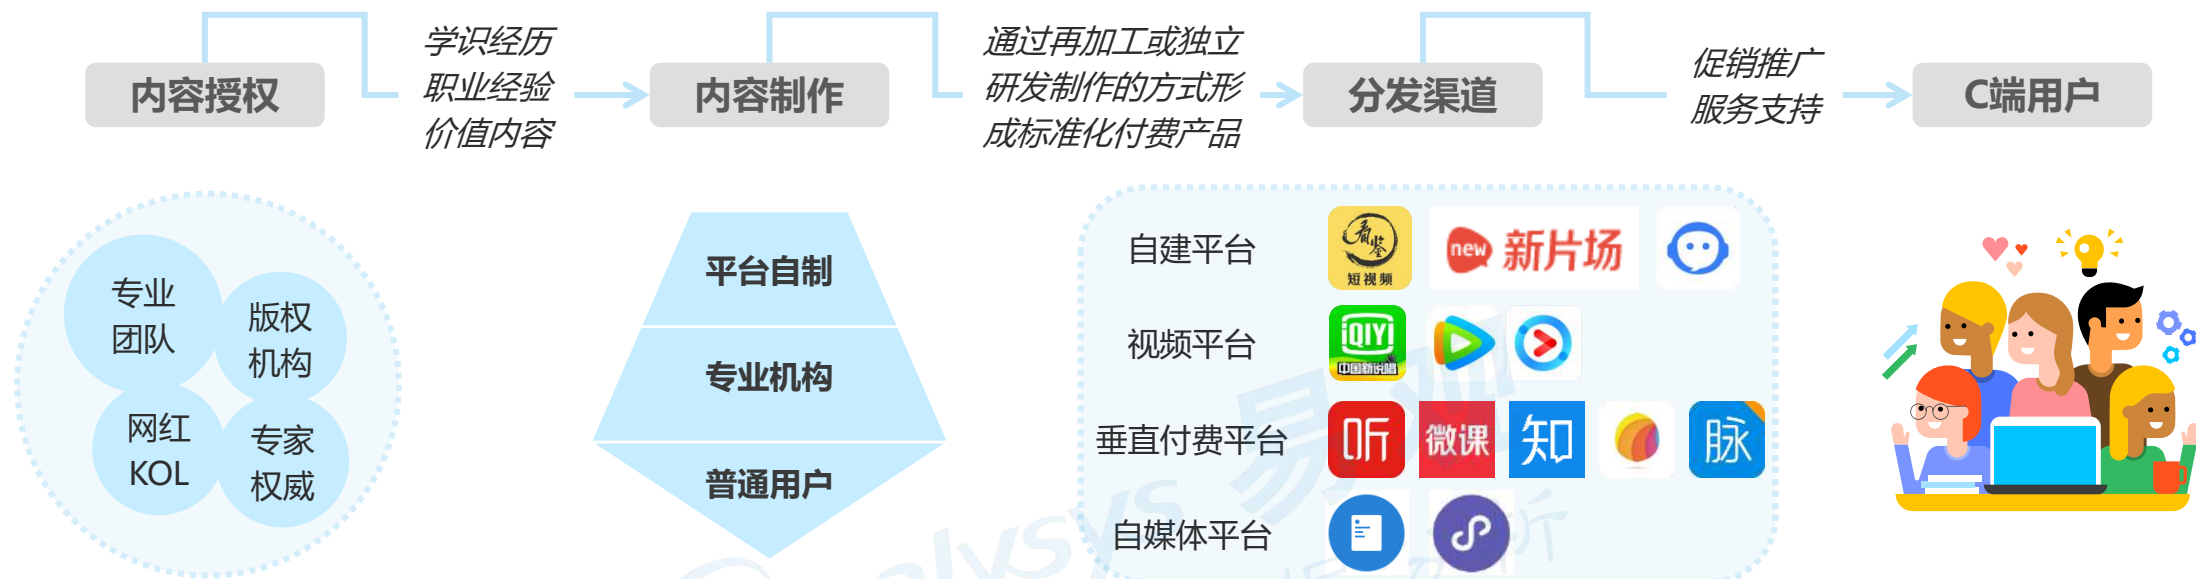 内容授权
学识经历
职业经验
价值内容
内容制作
通过再加工或独立
研发制作的方式形
成标准化付费产品
分发渠道
促销推广
服务支持
C端用户
专业
团队
版权
机构
网红
KOL
专家
权威
平台自制
专业机构
普通用户
自建平台
看鉴
短视频
new 新片场
视频平台
iQIYI
中国新说唱
垂直付费平台
听
微课
知
脉
自媒体平台
alysys 易观
析